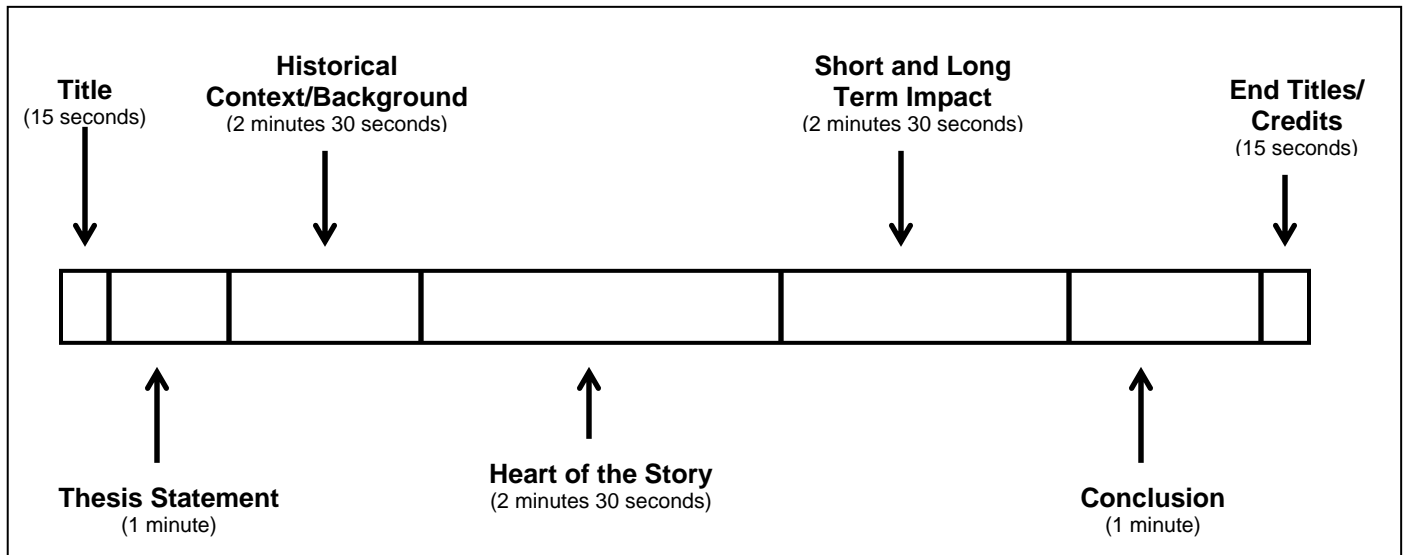 Title
(15 seconds)
Historical
Context/Background
(2 minutes 30 seconds)
Short and Long
Term Impact
(2 minutes 30 seconds)
End Titles/
Credits
(15 seconds)
Thesis Statement
(1 minute)
Heart of the Story
(2 minutes 30 seconds)
Conclusion
(1 minute)